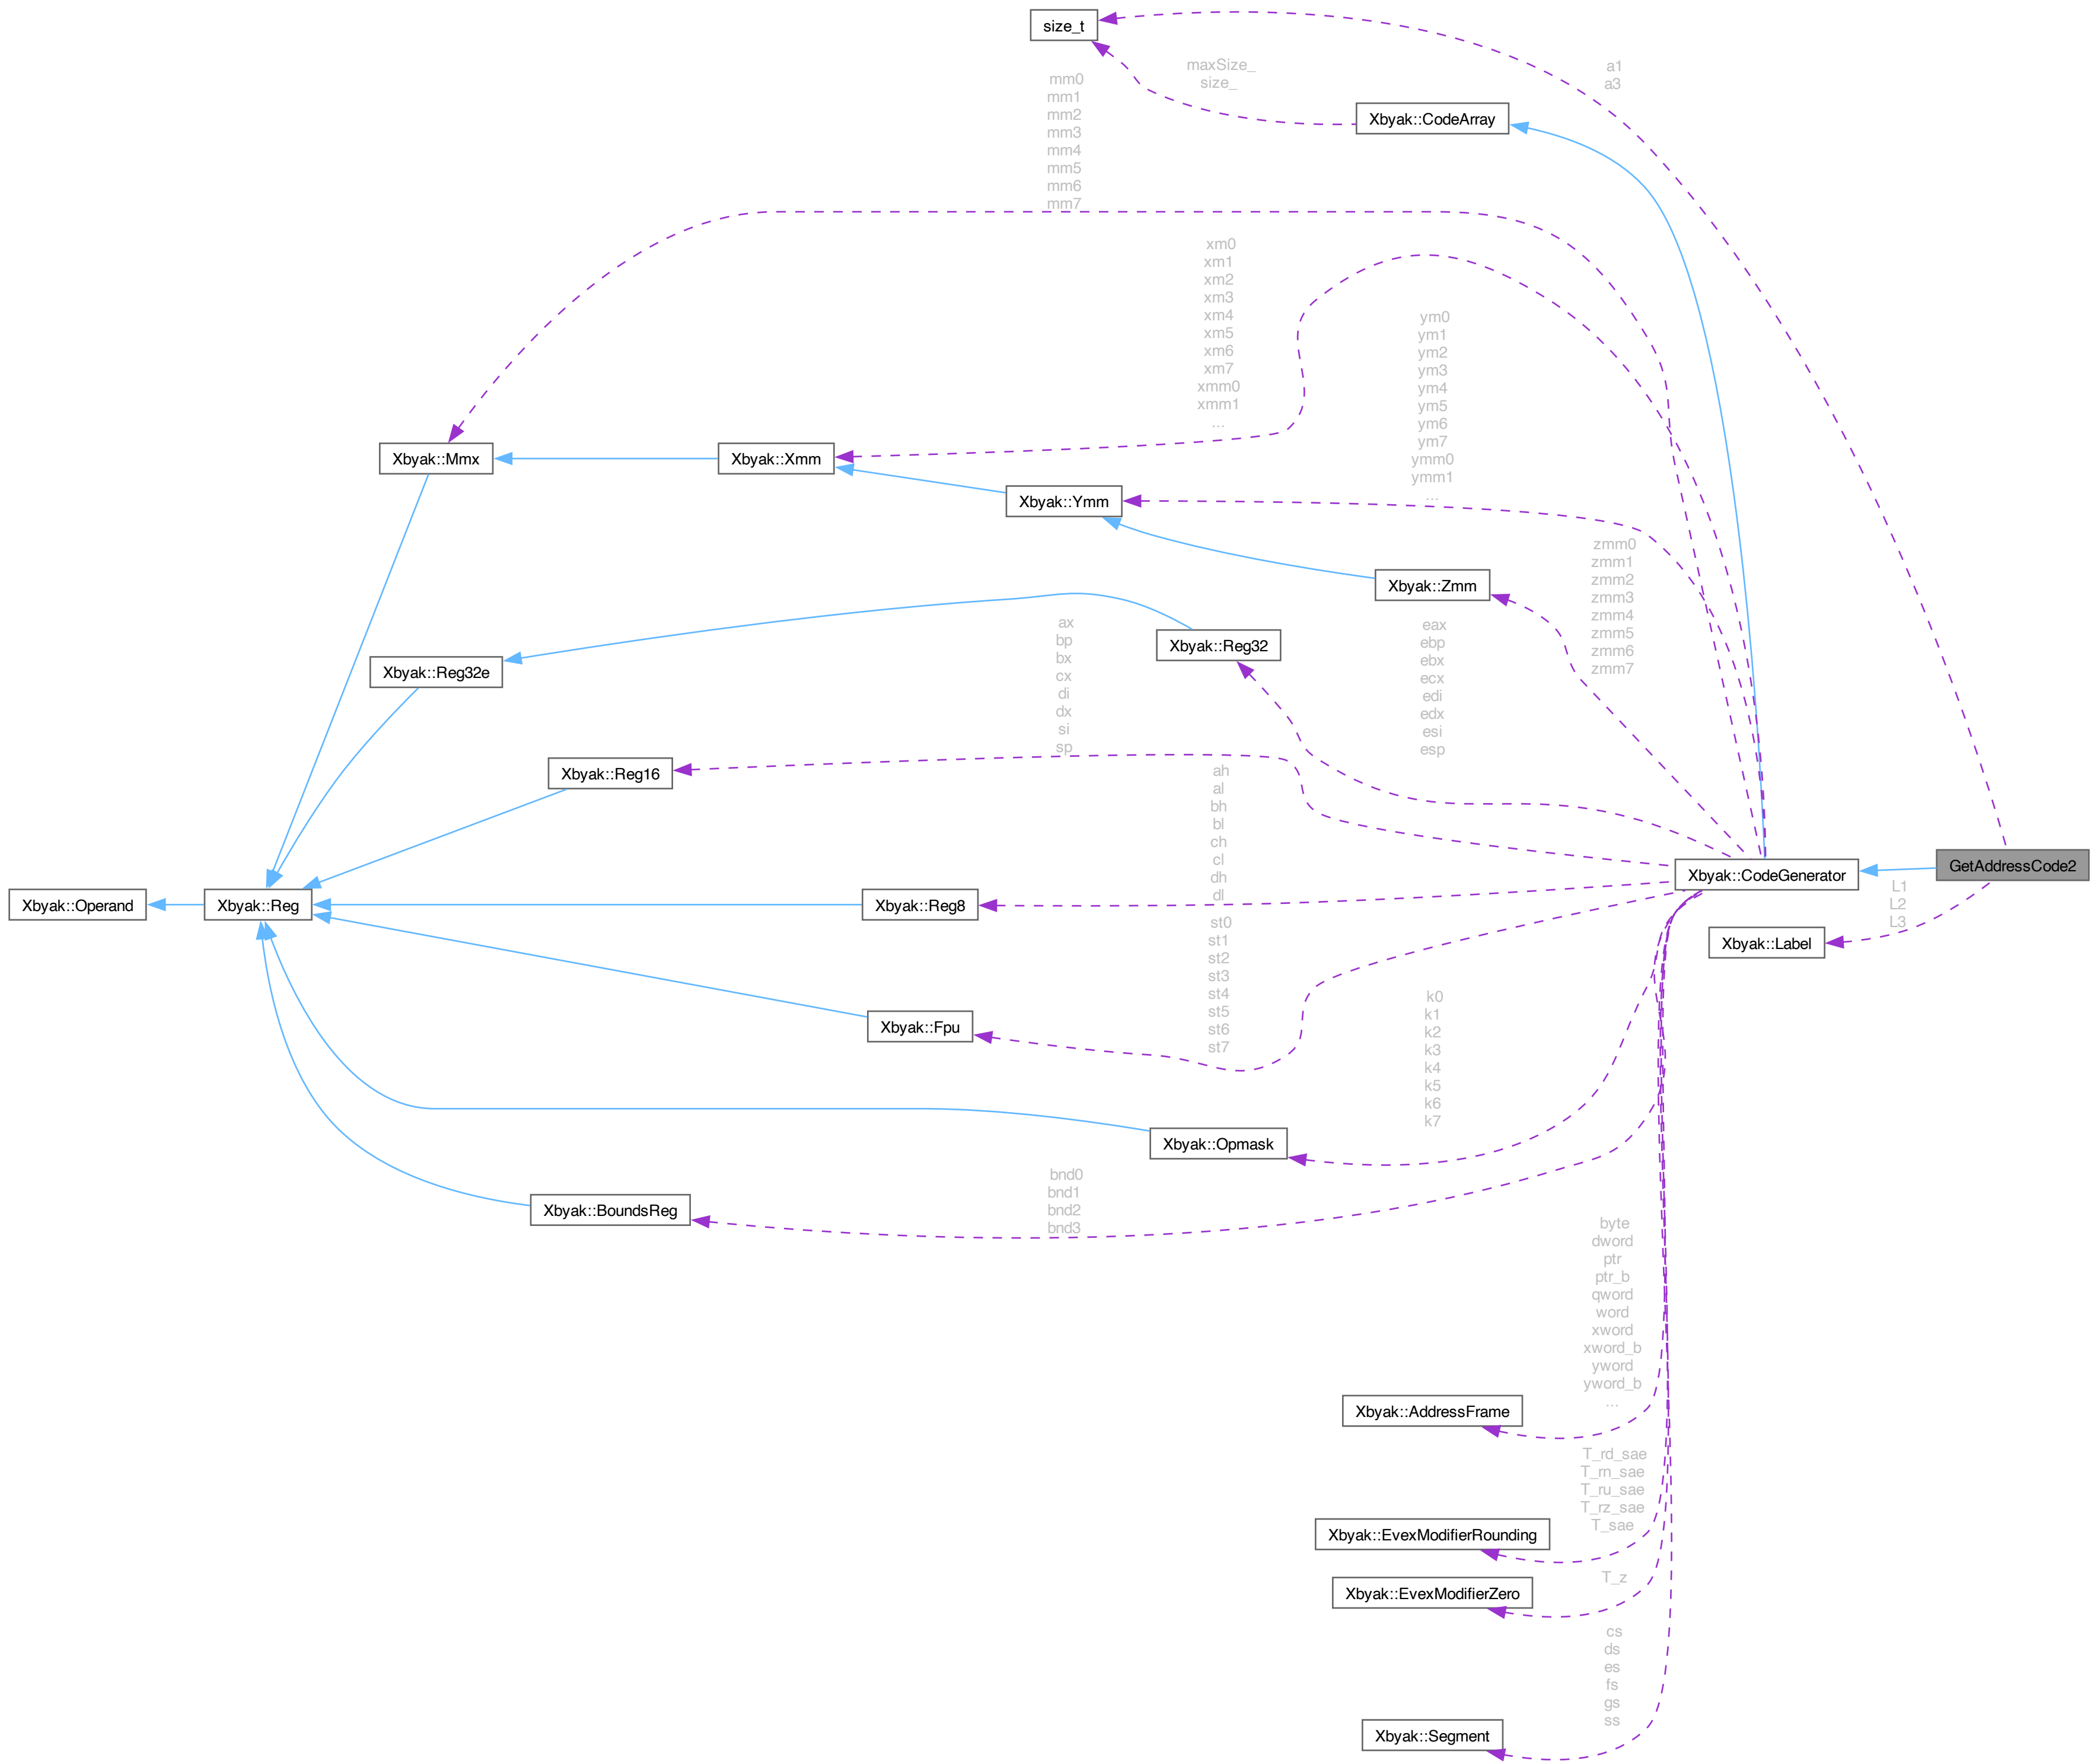 size_t
a1
a3
maxSize_
size_
Xbyak::CodeArray
mm0
mm1
mm2
mm3
mm4
mm5
mm6
mm7
xm0
xm1
xm2
xm3
xm4
xm5
xm6
xm7
xmm0
xmm1
...
ym0
ym1
ym2
ym3
ym4
ym5
ym6
ym7
ymm0
ymm1
...
Xbyak::Mmx
Xbyak::Xmm
Xbyak::Ymm
Xbyak::Zmm
zmm0
zmm1
zmm2
zmm3
zmm4
zmm5
zmm6
zmm7
Xbyak::Reg32
Xbyak::Reg32e
eax
ebp
ebx
ecx
edi
edx
esi
esp
ax
bp
bx
cx
di
dx
si
sp
Xbyak::Reg16
ah
al
bh
bl
ch
cl
dh
dl
Xbyak::CodeGenerator
GetAddressCode2
Xbyak::Operand
Xbyak::Reg
Xbyak::Reg8
L1
L2
L3
Xbyak::Label
st0
st1
st2
st3
st4
st5
st6
st7
Xbyak::Fpu
k0
k1
k2
k3
k4
k5
k6
k7
Xbyak::Opmask
bnd0
bnd1
bnd2
bnd3
Xbyak::BoundsReg
byte
dword
ptr
ptr_b
qword
word
xword
xword_b
yword
yword_b
...
Xbyak::AddressFrame
T_rd_sae
T_rn_sae
T_ru_sae
T_rz_sae
T_sae
Xbyak::EvexModifierRounding
T_z
Xbyak::EvexModifierZero
cs
ds
es
fs
gs
ss
Xbyak::Segment